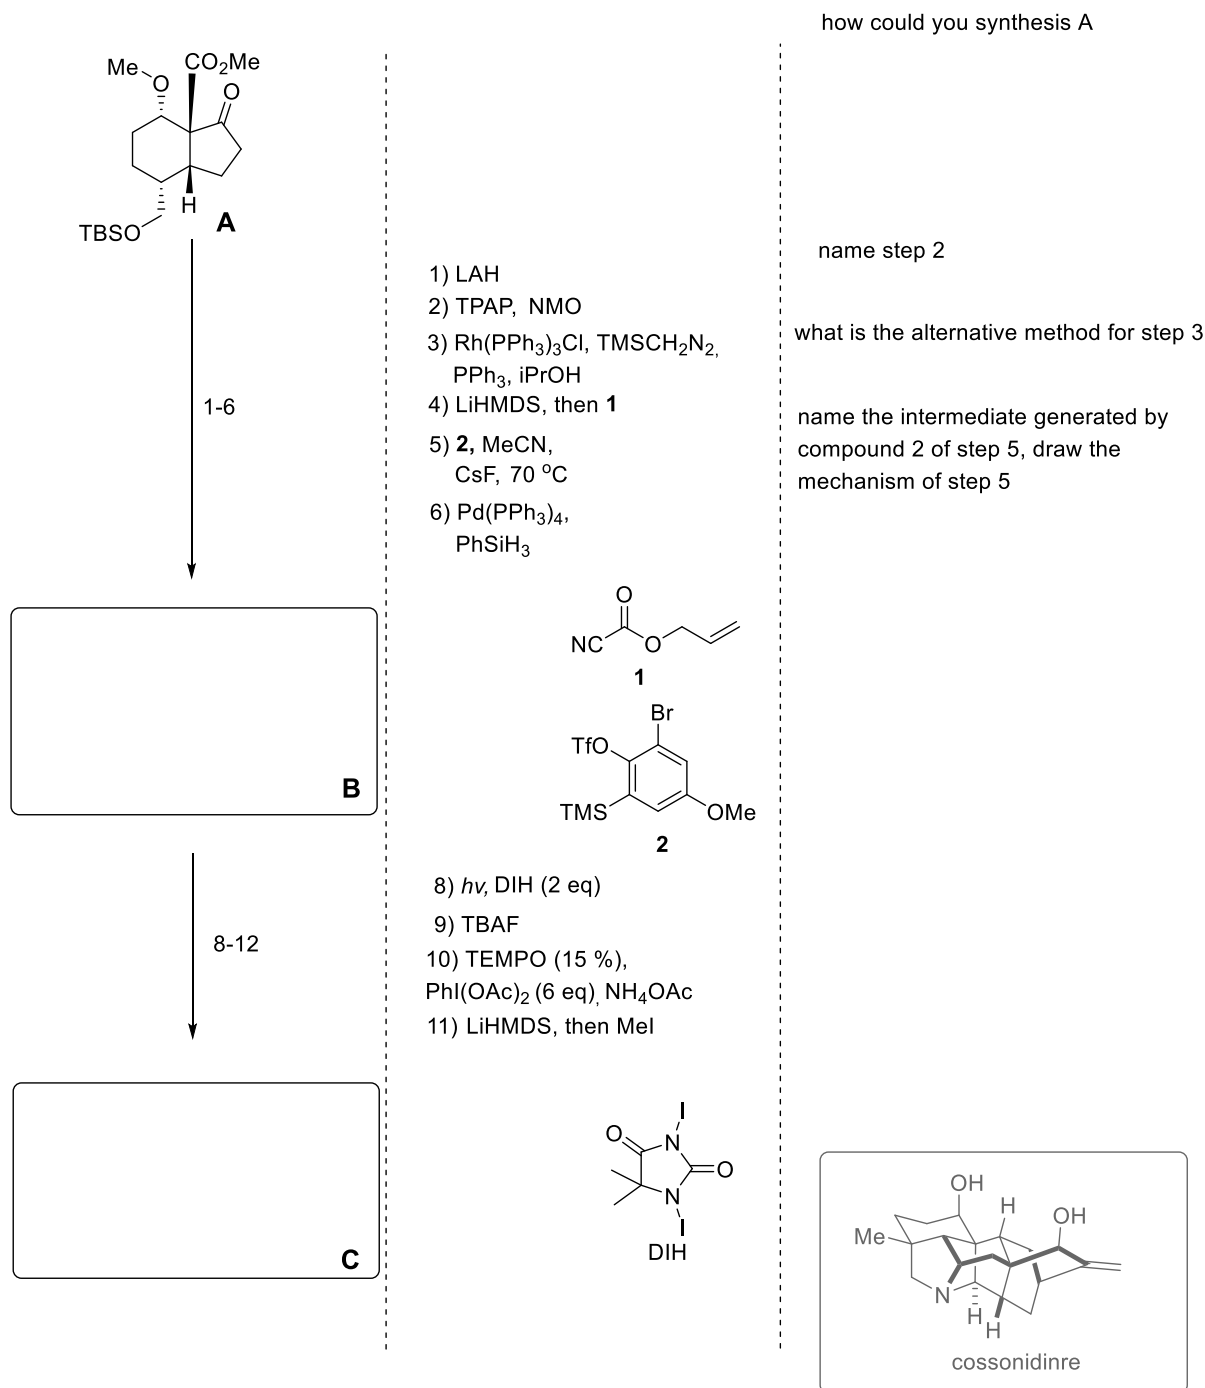 how could you synthesis A
Me
O
CO2Me
O
H
TBSO
A
name step 2
1) LAH
2) TPAP, NMO
what is the alternative method for step 3
3) Rh(PPh3)3Cl, TMSCH2N2,
PPh3, iPrOH
4) LiHMDS, then 1
1-6
name the intermediate generated by
compound 2 of step 5, draw the
mechanism of step 5
5) 2, MeCN,
CsF, 70 oC
6) Pd(PPh3)4,
PhSiH3
O
NC
O
1
Br
TfO
TMS
OMe
2
B
8) hv, DIH (2 eq)
9) TBAF
8-12
10) TEMPO (15 %),
PhI(OAc)2 (6 eq), NH4OAc
11) LiHMDS, then MeI
I
O
N
O
N
I
DIH
C
OH
H
OH
Me
N
H
H
cossonidinre